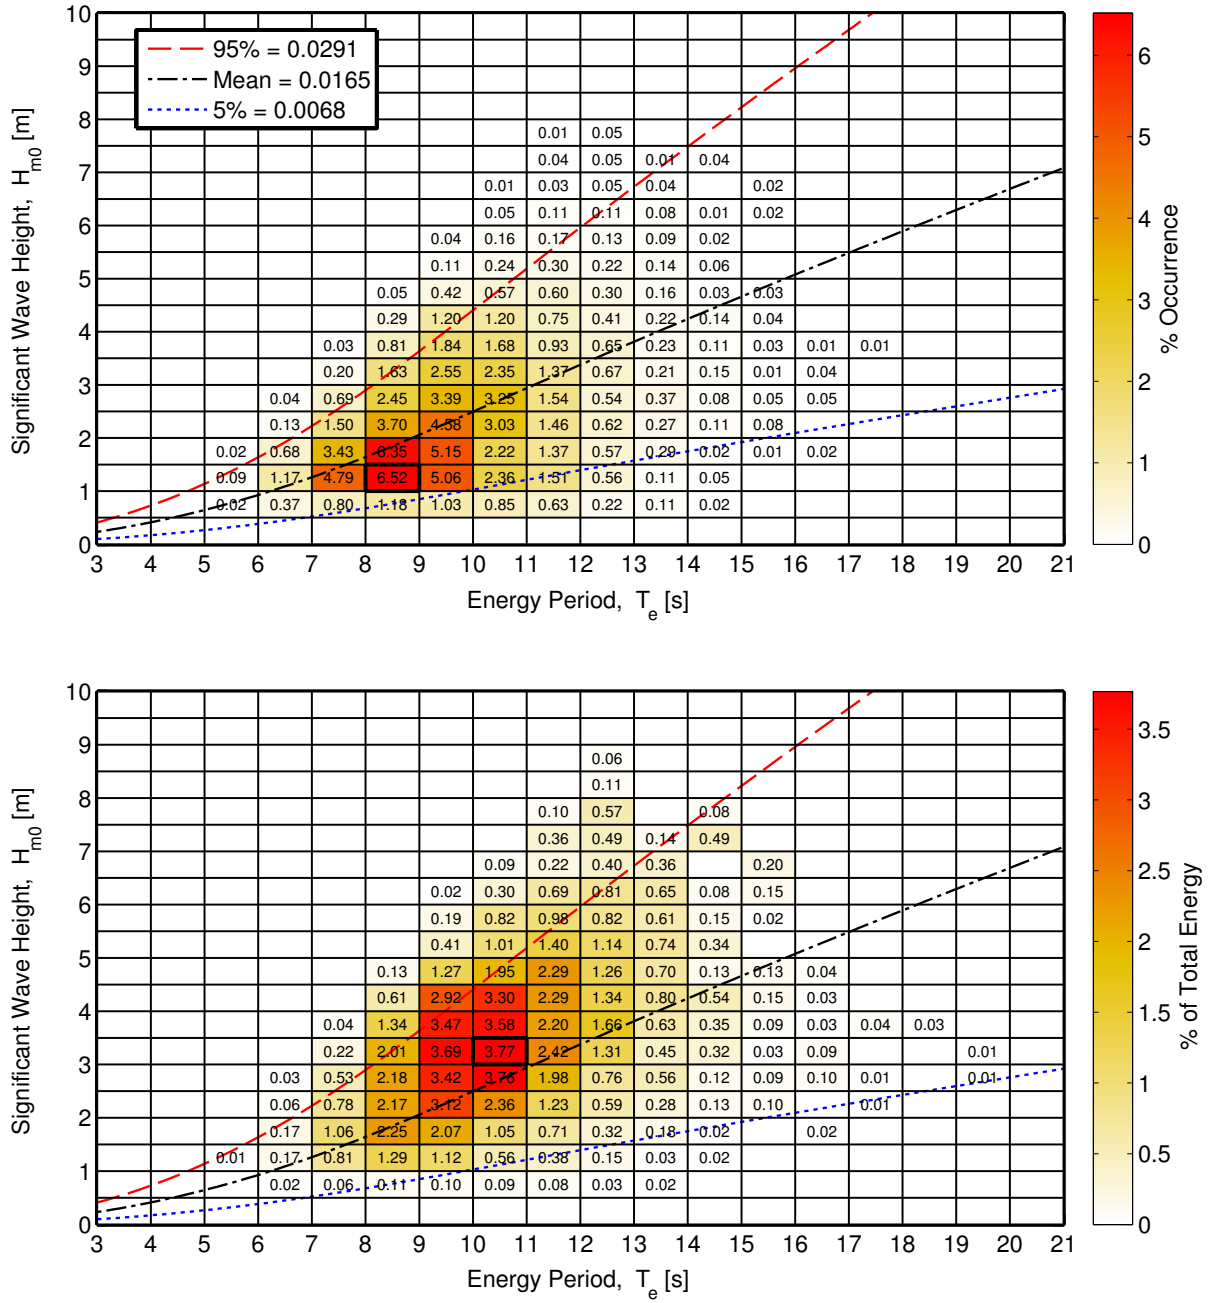 10
95% = 0.0291
Mean = 0.0165
5% = 0.0068
9
8
0.01 0.05
7
0.04 0.05 0.01 0.04
0.01 0.03 0.05 0.04 0.02
6
0.05 0.11 0.11 0.08 0.01 0.02
0.04 0.16 0.17 0.13 0.09 0.02
5
0.11 0.24 0.30 0.22 0.14 0.06
0.05 0.42 0.57 0.60 0.30 0.16 0.03 0.03
4
0.29 1.20 1.20 0.75 0.41 0.22 0.14 0.04
0.03 0.81 1.84 1.68 0.93 0.65 0.23 0.11 0.03 0.01 0.01
3
0.20 1.63 2.55 2.35 1.37 0.67 0.21 0.15 0.01 0.04
0.04 0.69 2.45 3.39 3.25 1.54 0.54 0.37 0.08 0.05 0.05
2
0.13 1.50 3.70 4.58 3.03 1.46 0.62 0.27 0.11 0.08
0.02 0.68 3.43 6.35 5.15 2.22 1.37 0.57 0.29 0.02 0.01 0.02
1
0.09 1.17 4.79 6.52 5.06 2.36 1.51 0.56 0.11 0.05
0.02 0.37 0.80 1.18 1.03 0.85 0.63 0.22 0.11 0.02
0
3 4 5 6 7 8 9 10 11 12 13 14 15 16 17 18 19 20 21
Energy Period, T_e [s]
Significant Wave Height, H_m0 [m]
6
5
4
3
2
1
0
% Occurrence
10
9
0.06
0.11
8
0.10 0.57 0.08
0.36 0.49 0.14 0.49
7
0.09 0.22 0.40 0.36 0.20
0.02 0.30 0.69 0.81 0.65 0.08 0.15
6
0.19 0.82 0.98 0.82 0.61 0.15 0.02
0.41 1.01 1.40 1.14 0.74 0.34
5
0.13 1.27 1.95 2.29 1.26 0.70 0.13 0.13 0.04
0.61 2.92 3.30 2.29 1.34 0.80 0.54 0.15 0.03
4
0.04 1.34 3.47 3.58 2.20 1.66 0.63 0.35 0.09 0.03 0.04 0.03
0.22 2.01 3.69 3.77 2.42 1.31 0.45 0.32 0.03 0.09 0.01
3
0.03 0.53 2.18 3.42 3.76 1.98 0.76 0.56 0.12 0.09 0.10 0.01 0.01
0.06 0.78 2.17 3.12 2.36 1.23 0.59 0.28 0.13 0.10 0.01
2
0.17 1.06 2.25 2.07 1.05 0.71 0.32 0.18 0.02 0.02
0.01 0.17 0.81 1.29 1.12 0.56 0.38 0.15 0.03 0.02
1
0.02 0.06 0.11 0.10 0.09 0.08 0.03 0.02
0
3 4 5 6 7 8 9 10 11 12 13 14 15 16 17 18 19 20 21
Energy Period, T_e [s]
Significant Wave Height, H_m0 [m]
3.5
3
2.5
2
1.5
1
0.5
0
% of Total Energy